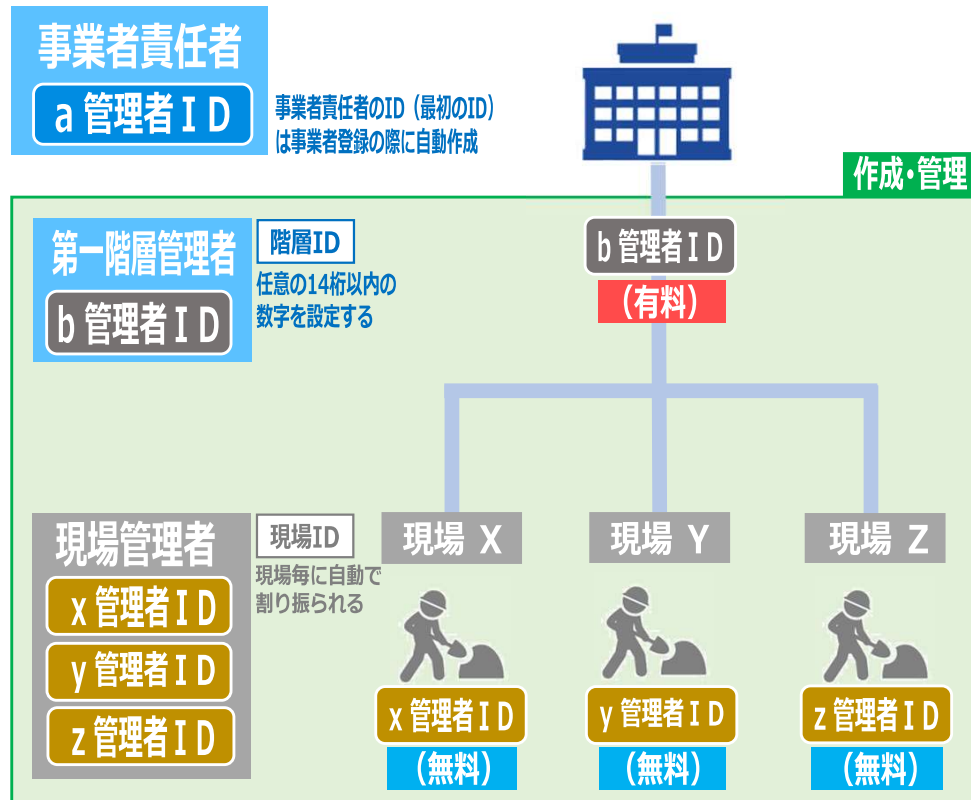 事業者責任者
a 管理者ＩＤ
事業者責任者のID（最初のID）
は事業者登録の際に自動作成
作成・管理
第一階層管理者
b 管理者ＩＤ
階層ID
任意の14桁以内の
数字を設定する
b 管理者ＩＤ
（有料）
現場管理者
x 管理者ＩＤ
y 管理者ＩＤ
z 管理者ＩＤ
現場ID
現場毎に自動で
割り振られる
現場 X
現場 Y
現場 Z
x 管理者ＩＤ
（無料）
y 管理者ＩＤ
（無料）
z 管理者ＩＤ
（無料）